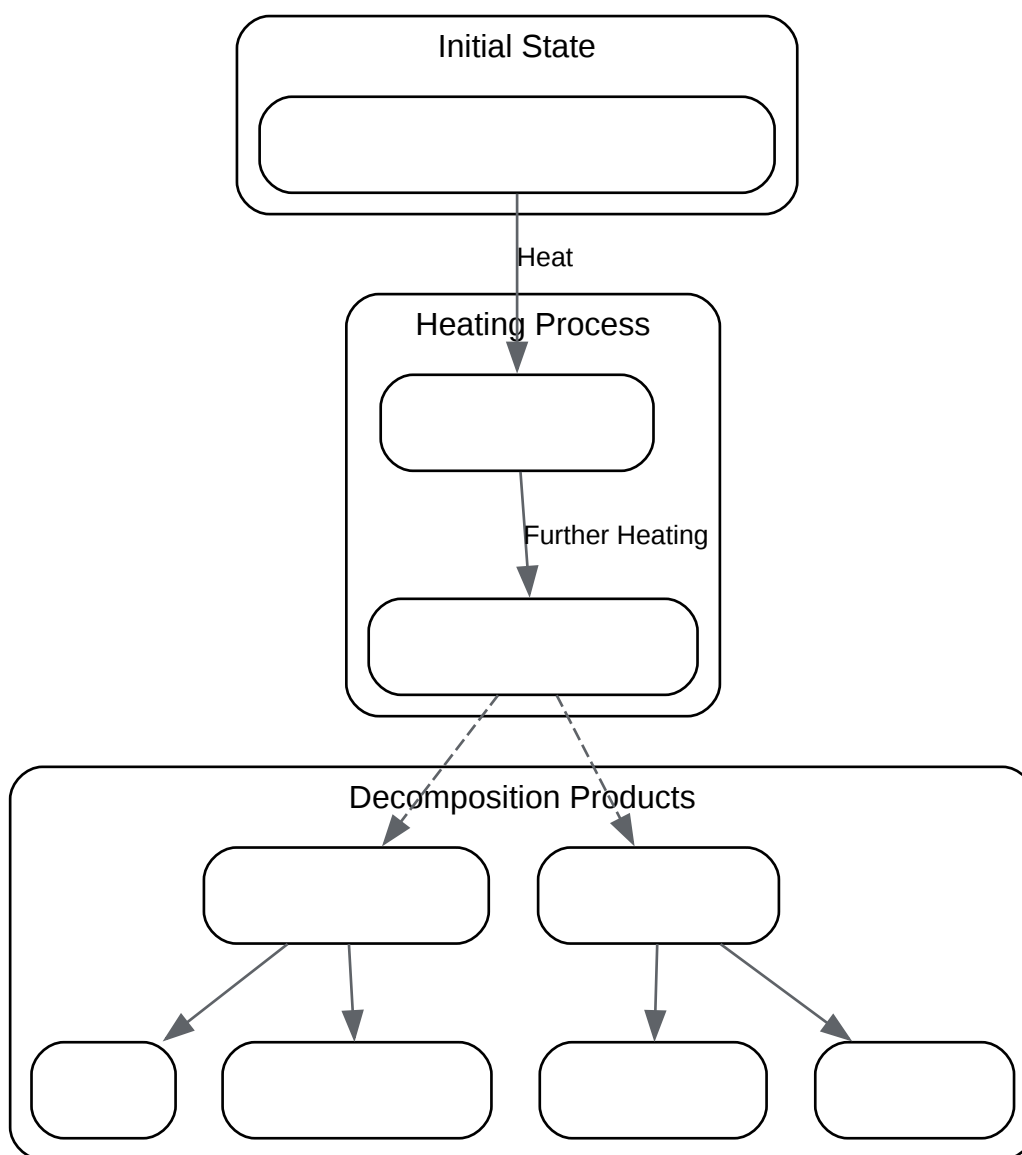 Initial State
Heat
Heating Process
Further Heating
Decomposition Products